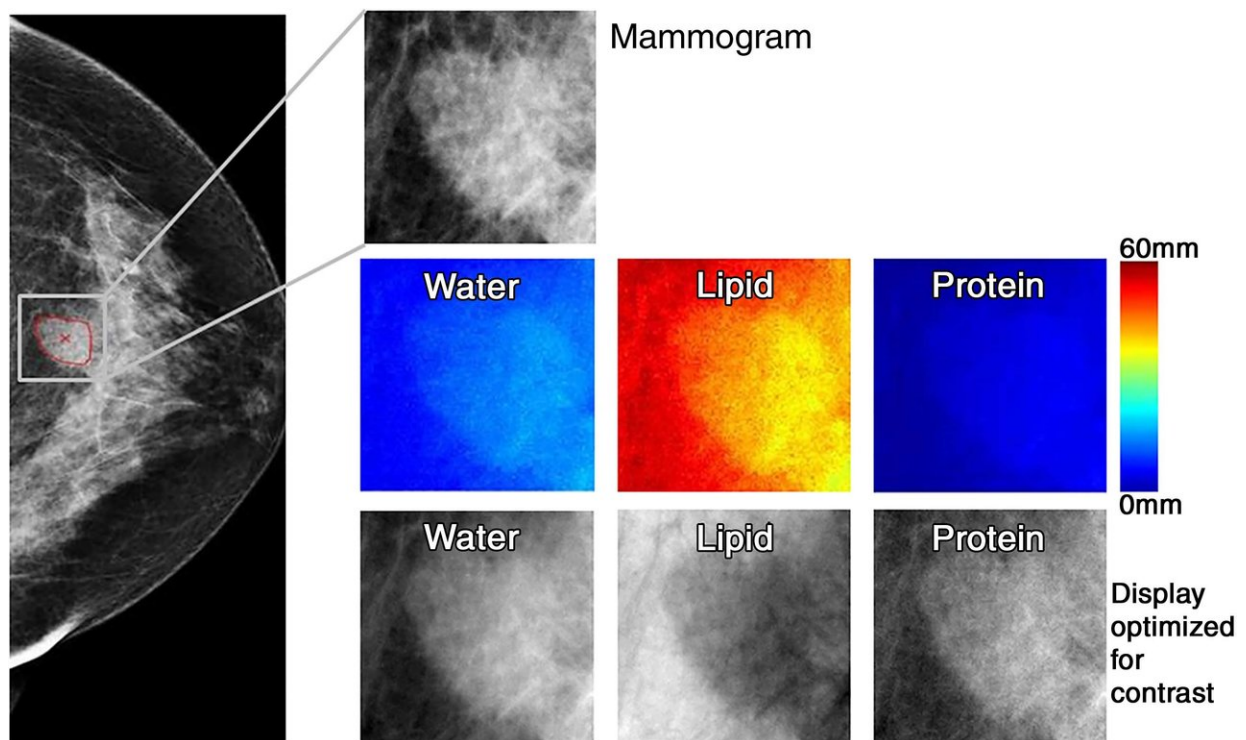 Mammogram
Water
Lipid
Protein
60mm
0mm
Water
Lipid
Protein
Display
optimized
for
contrast